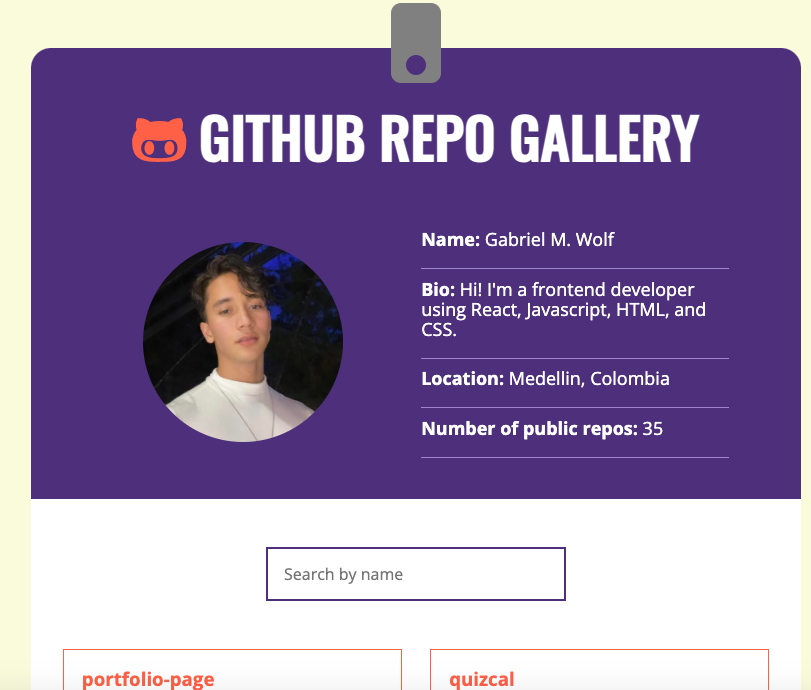 GITHUB REPO GALLERY
Name: Gabriel M. Wolf
Bio: Hi! I'm a frontend developer
using React, Javascript, HTML, and
CSS.
Location: Medellin, Colombia
Number of public repos: 35
Search by name
portfolio-page
quizcal